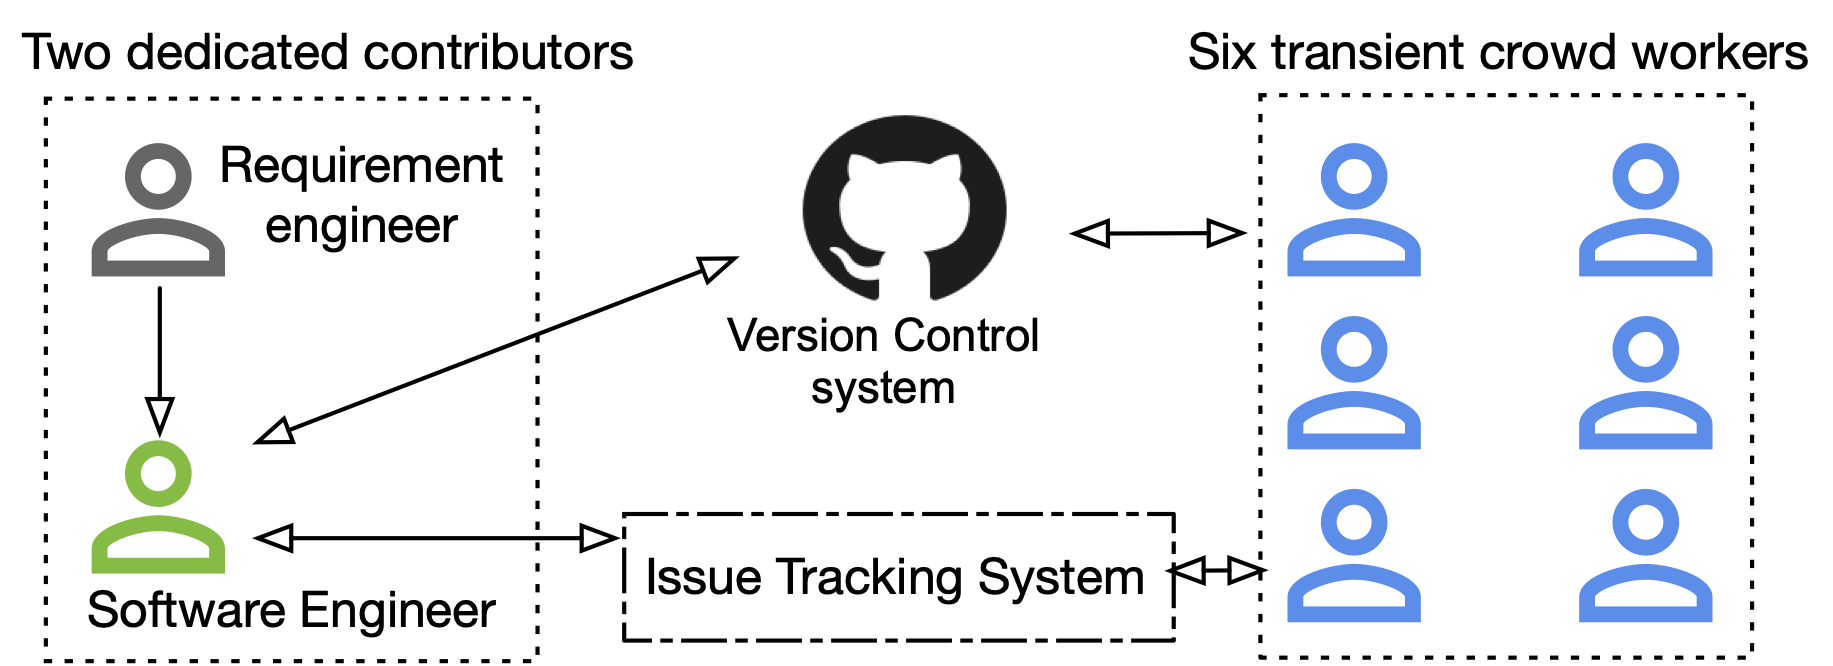 Two dedicated contributors
Six transient crowd workers
Requirement
engineer
Version Control
system
Issue Tracking System
Software Engineer